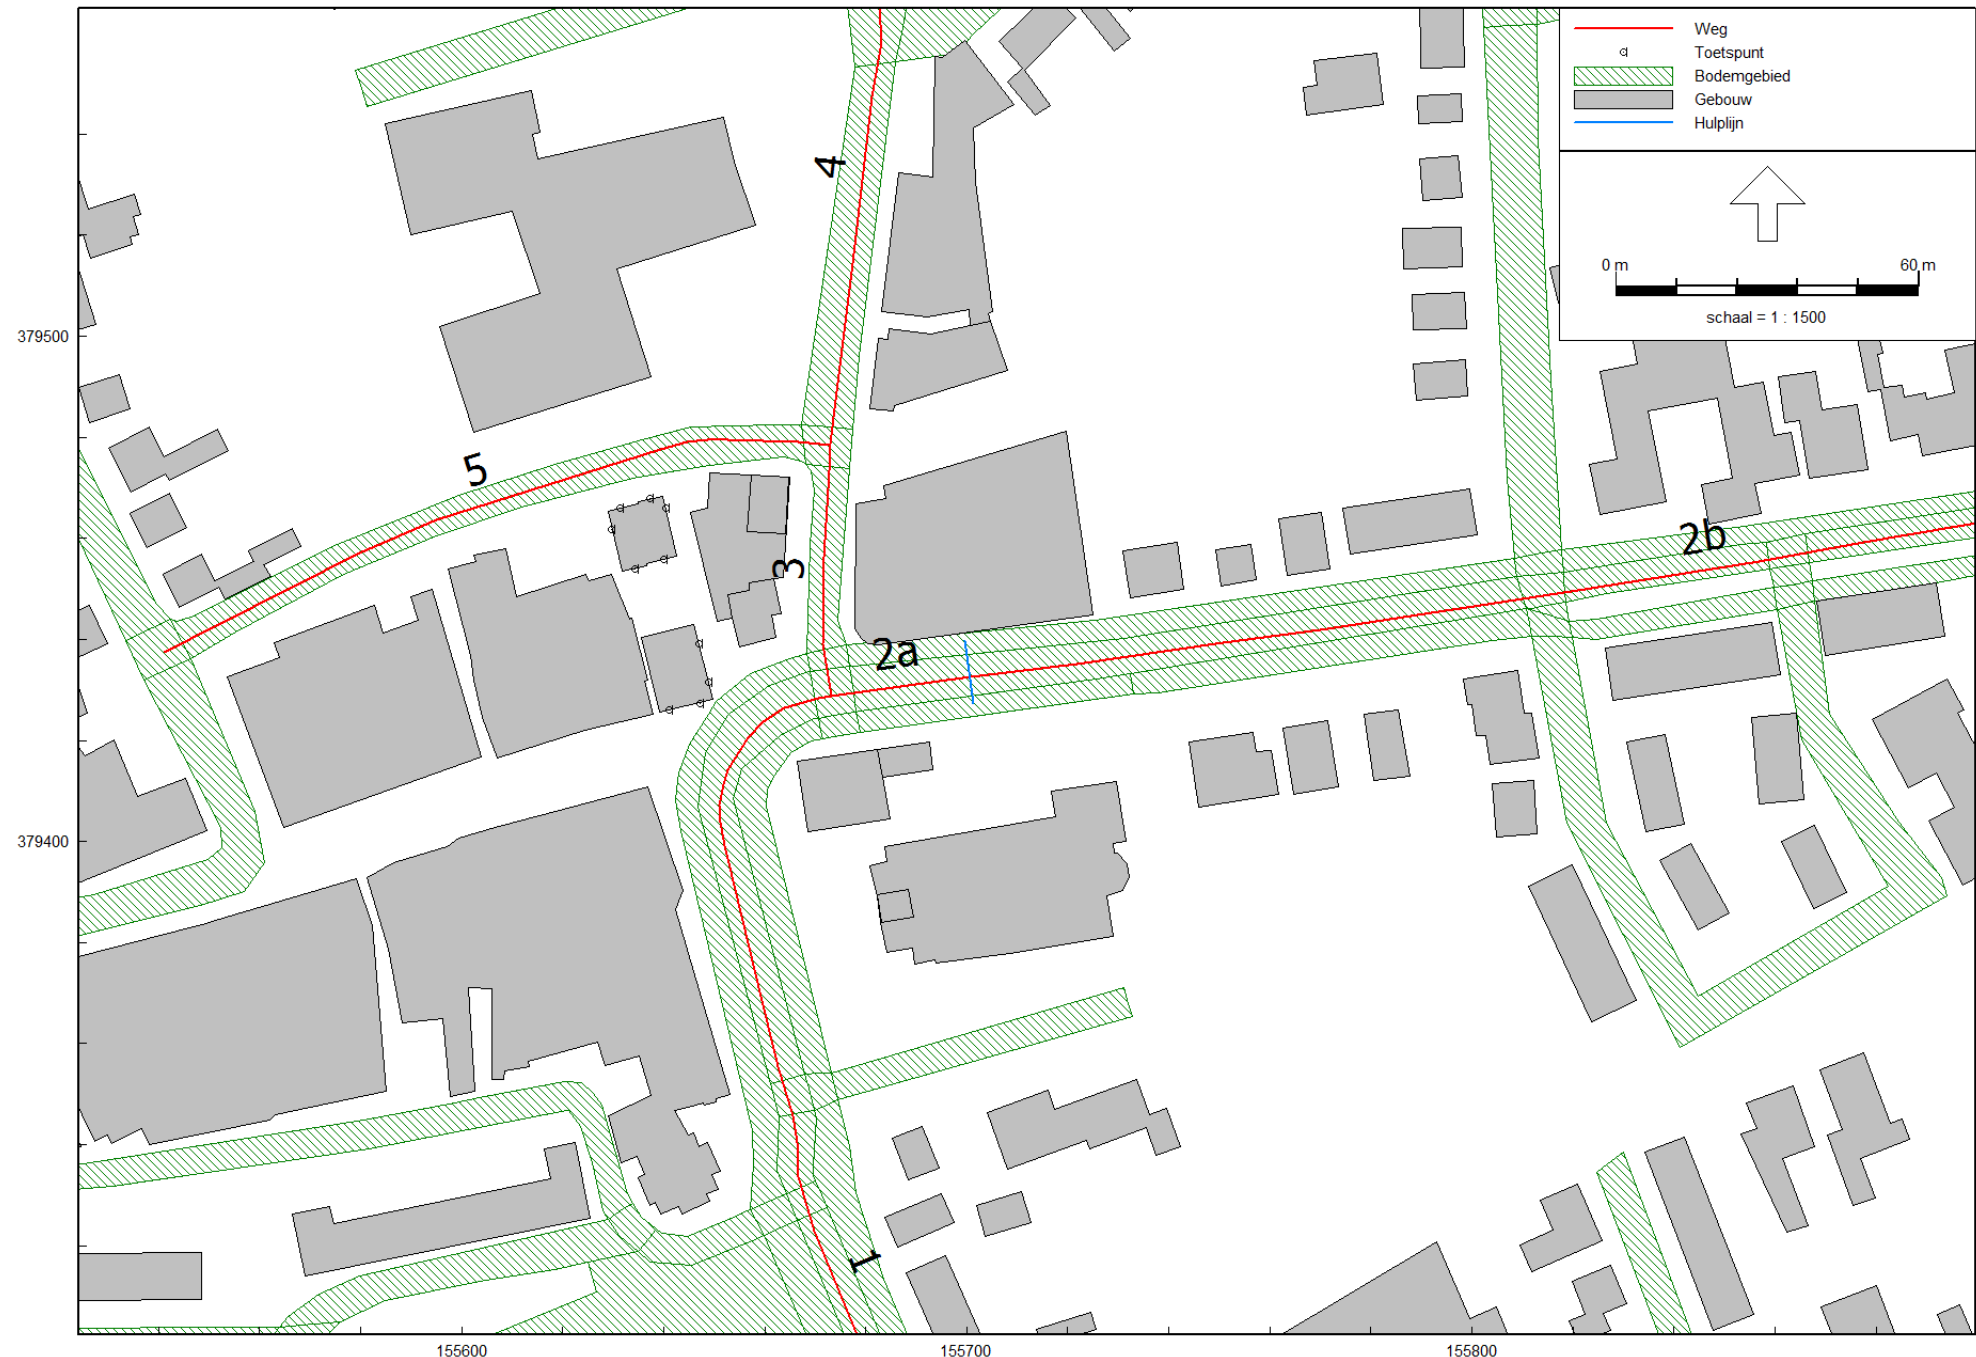 Weg
Toetspunt
Bodemgebied
Gebouw
Hulplijn
0 m 60 m
schaal = 1 : 1500
4
379500
5
2b
3
2a
379400
1
155600 155700 155800